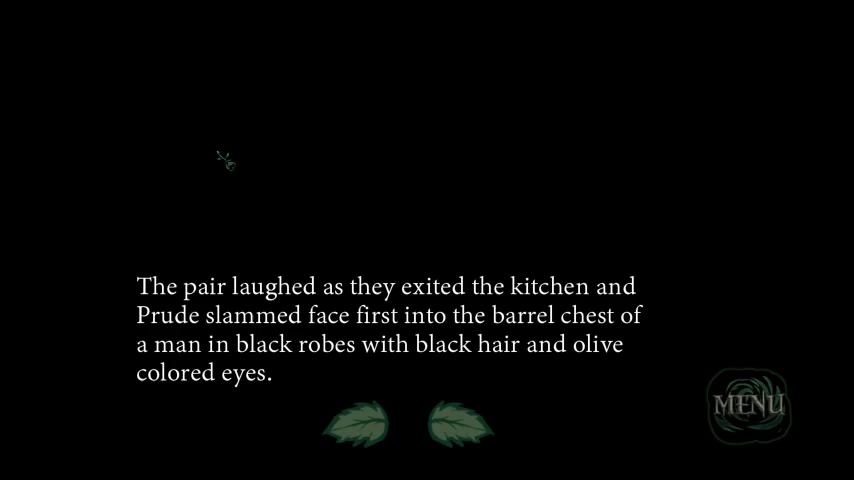 The pair laughed as they exited the kitchen and
Prude slammed face first into the barrel chest of
a man in black robes with black hair and olive
colored eyes.
MENU